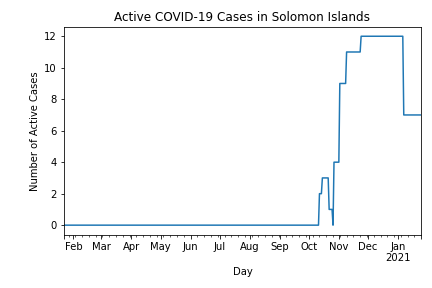 Active COVID-19 Cases in Solomon Islands
Number of Active Cases
12
10
8
6
4
2
0
Feb Mar Apr May Jun Jul Aug Sep Oct Nov Dec Jan
2021
Day